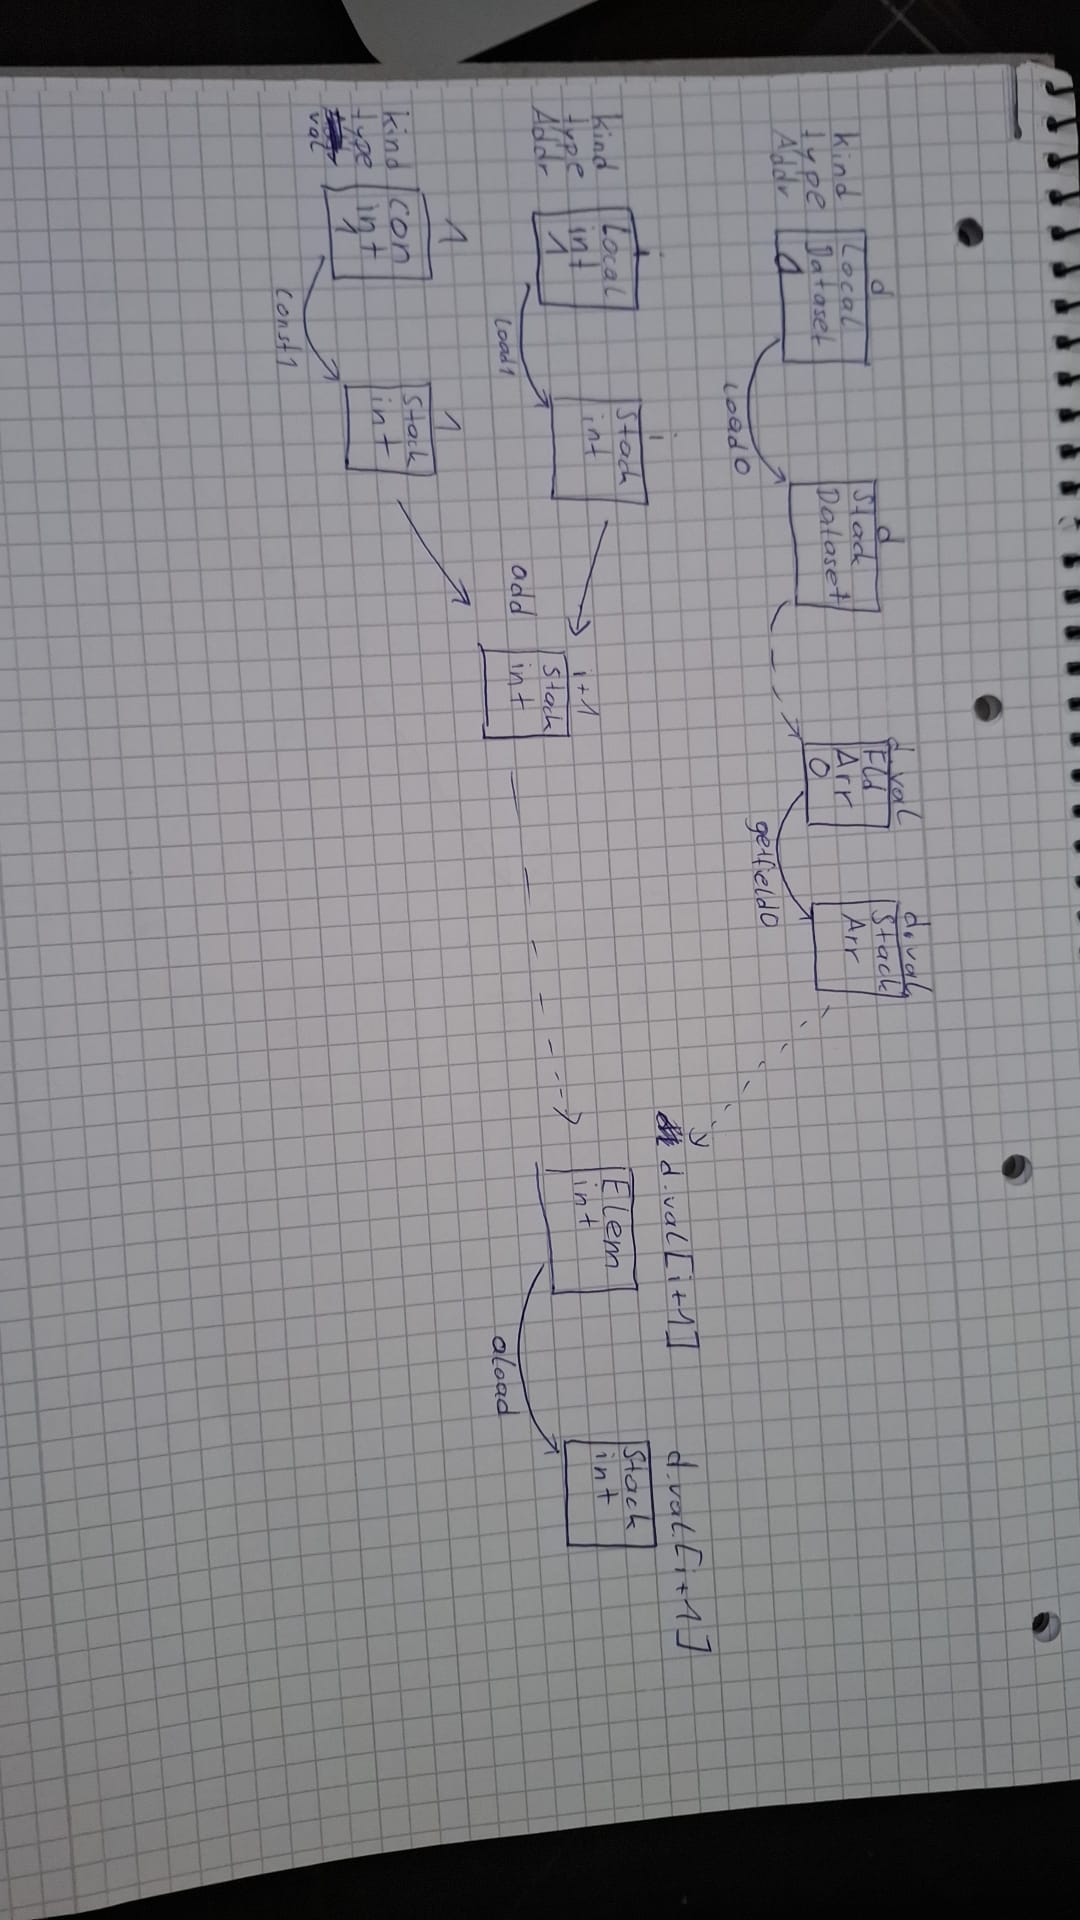 d
kind Local
type Dataset
Addr 0
load0
d
Stack
Dataset
d.val
Fld
Arr
0
getfield0
d.val
Stack
Arr
i
kind Local
type int
Addr 1
load1
i
Stack
int
1
kind Con
type int
val 1
const1
1
Stack
int
add
i+1
Stack
int
d.val[i+1]
Elem
int
aload
d.val[i+1]
Stack
int